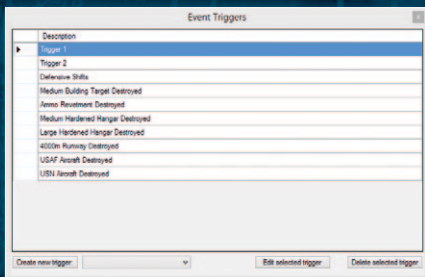 Event Triggers
x
Description
Trigger 1
Trigger 2
Defensive Shifts
Medium Building Target Destroyed
Ammo Revetment Destroyed
Medium Hardened Hangar Destroyed
Large Hardened Hangar Destroyed
4000m Runway Destroyed
USAF Aircraft Destroyed
USN Aircraft Destroyed
Create new trigger: Edit selected trigger Delete selected trigger